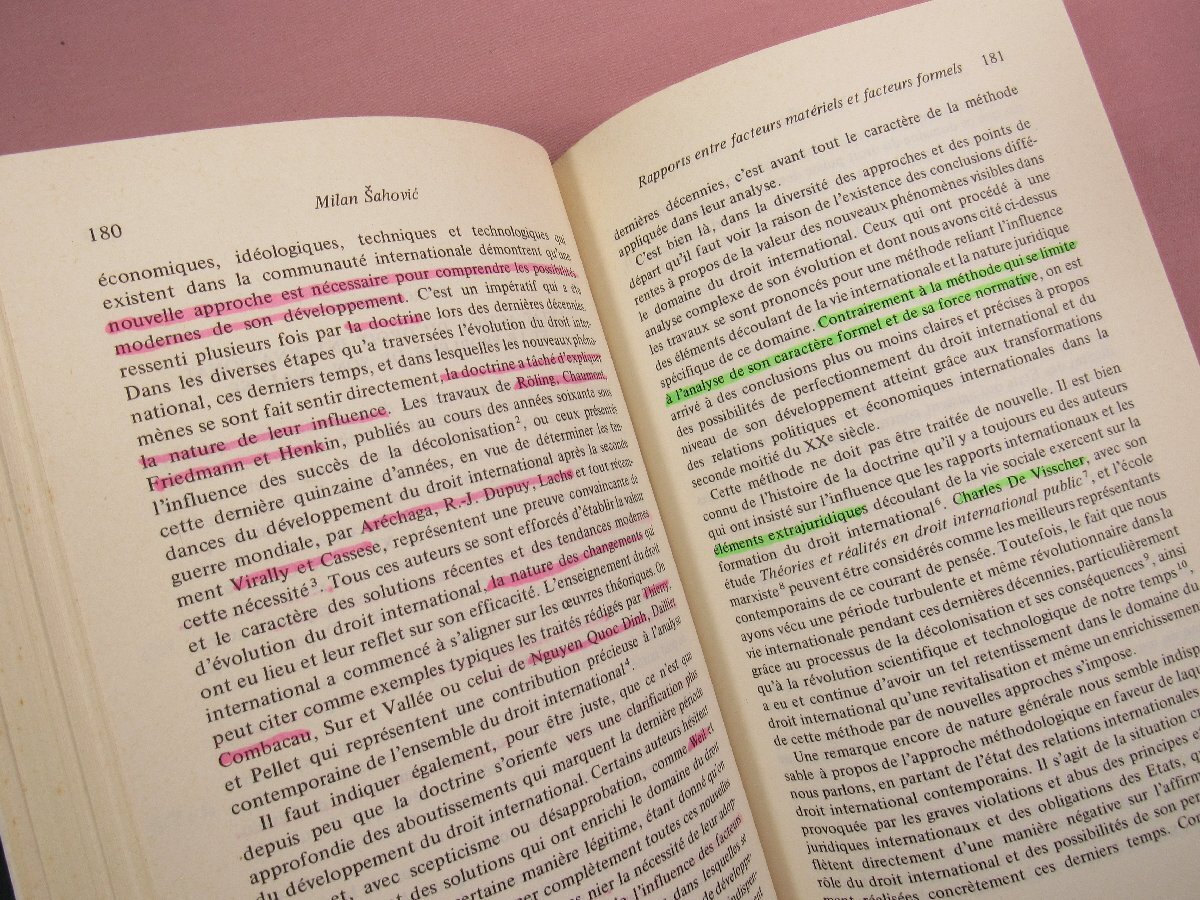 180
Milan Šahović
économiques, idéologiques, techniques et technologiques qui
existent dans la communauté internationale démontrent qu'une
nouvelle approche est nécessaire pour comprendre les possibilités
modernes de son développement. C'est un impératif qui a été
ressenti plusieurs fois par la doctrine lors des dernières décennies.
Dans les diverses étapes qu'a traversées l'évolution du droit inter-
national, ces derniers temps, et dans lesquelles les nouveaux phéno-
mènes se sont fait sentir directement, la doctrine a tâché d'expliquer
la nature de leur influence. Les travaux de Röling, Chaumont,
Friedmann et Henkin, publiés au cours des années soixante sous
l'influence des succès de la décolonisation², ou ceux présentés
cette dernière quinzaine d'années, en vue de déterminer les ten-
dances du développement du droit international après la seconde
guerre mondiale, par Aréchaga, R.-J. Dupuy, Lachs et tout récem-
ment Virally et Cassese, représentent une preuve convaincante de
cette nécessité³. Tous ces auteurs se sont efforcés d'établir la valeur
et le caractère des solutions récentes et des tendances modernes
d'évolution du droit international, la nature des changements qui
ont eu lieu et leur reflet sur son efficacité. L'enseignement du droit
international a commencé à s'aligner sur les œuvres théoriques. On
peut citer comme exemples typiques les traités rédigés par Thierry,
Combacau, Sur et Vallée ou celui de Nguyen Quoc Dinh, Daillier
et Pellet qui représentent une contribution précieuse à l'analyse
contemporaine de l'ensemble du droit international⁴.
Il faut indiquer également, pour être juste, que ce n'est que
depuis peu que la doctrine s'oriente vers une clarification plus
approfondie des aboutissements qui marquent la dernière période
du développement du droit international. Certains auteurs hésitent
et, avec scepticisme ou désapprobation, comme Weil et
des solutions qui ont enrichi le domaine du droit
certaine manière légitime, étant donné qu'on
complètement toutes ces nouvelles
nier la nécessité de leur adop-
l'influence des facteurs
dans lesquelles se
Rapports entre facteurs matériels et facteurs formels
181
dernières décennies, c'est avant tout le caractère de la méthode
appliquée dans leur analyse.
C'est bien là, dans la diversité des approches et des points de
départ qu'il faut voir la raison de l'existence des conclusions diffé-
rentes à propos de la valeur des nouveaux phénomènes visibles dans
le domaine du droit international. Ceux qui ont procédé à une
analyse complexe de son évolution et dont nous avons cité ci-dessus
les travaux se sont prononcés pour une méthode reliant l'influence
des éléments découlant de la vie internationale et la nature juridique
spécifique de ce domaine. Contrairement à la méthode qui se limite
à l'analyse de son caractère formel et de sa force normative, on est
arrivé à des conclusions plus ou moins claires et précises à propos
des possibilités de perfectionnement du droit international et du
niveau de son développement atteint grâce aux transformations
des relations politiques et économiques internationales dans la
seconde moitié du XXᵉ siècle.
Cette méthode ne doit pas être traitée de nouvelle. Il est bien
connu de l'histoire de la doctrine qu'il y a toujours eu des auteurs
qui ont insisté sur l'influence que les rapports internationaux et les
éléments extrajuridiques découlant de la vie sociale exercent sur la
formation du droit international⁶. Charles De Visscher, avec son
étude Théories et réalités en droit international public⁷, et l'école
marxiste⁸ peuvent être considérés comme les meilleurs représentants
contemporains de ce courant de pensée. Toutefois, le fait que nous
ayons vécu une période turbulente et même révolutionnaire dans la
vie internationale pendant ces dernières décennies, particulièrement
grâce au processus de la décolonisation et ses conséquences⁹, ainsi
qu'à la révolution scientifique et technologique de notre temps¹⁰,
a eu et continue d'avoir un tel retentissement dans le domaine du
droit international qu'une revitalisation et même un enrichissement
de cette méthode par de nouvelles approches s'impose.
Une remarque encore de nature générale nous semble indispen-
sable à propos de l'approche méthodologique en faveur de laquelle
nous parlons, en partant de l'état des relations internationales
droit international contemporains. Il s'agit de la situation
provoquée par les graves violations et abus des principes
juridiques internationaux et des obligations des Etats, qui
flètent directement d'une manière négative sur
rôle du droit international et des possibilités de son
ment réalisées concrètement ces derniers temps.